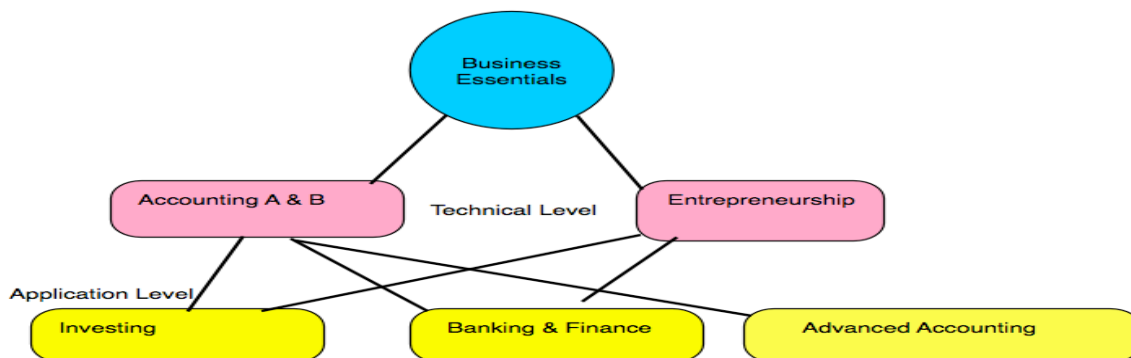 Business
Essentials
Accounting A & B
Technical Level
Entrepreneurship
Application Level
Investing
Banking & Finance
Advanced Accounting